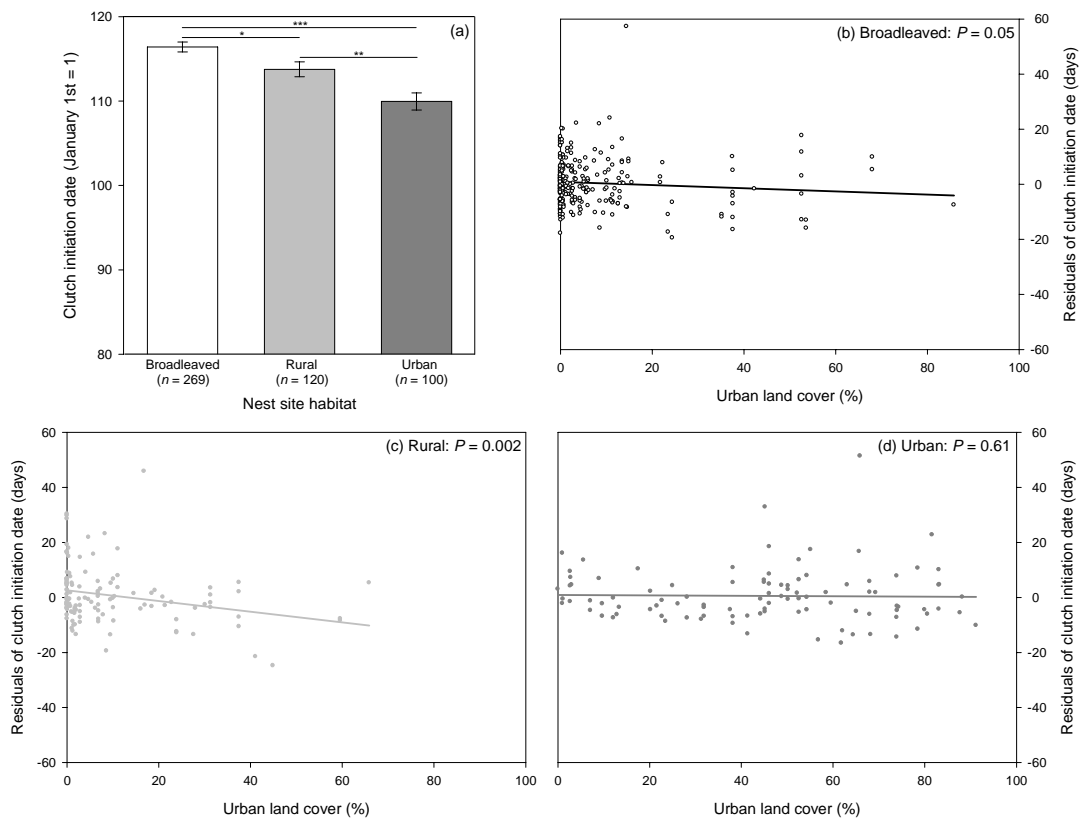 (a)
***
*
**
Clutch initiation date (January 1st = 1)
120
110
100
90
80
Broadleaved
(n = 269)
Rural
(n = 120)
Urban
(n = 100)
Nest site habitat
(b) Broadleaved: P = 0.05
60
40
20
0
-20
-40
-60
Residuals of clutch initiation date (days)
0 20 40 60 80 100
Urban land cover (%)
(c) Rural: P = 0.002
Residuals of clutch initiation date (days)
60
40
20
0
-20
-40
-60
0 20 40 60 80 100
Urban land cover (%)
(d) Urban: P = 0.61
60
40
20
0
-20
-40
-60
Residuals of clutch initiation date (days)
0 20 40 60 80 100
Urban land cover (%)